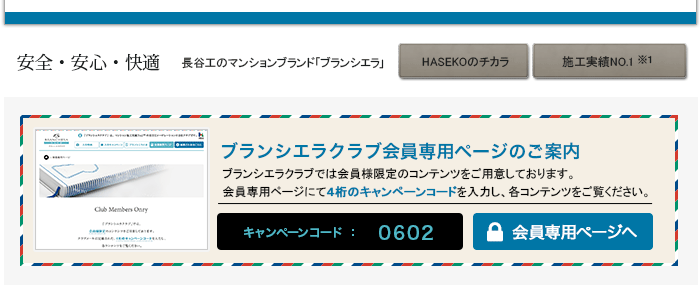 安全・安心・快適
長谷工のマンションブランド「ブランシエラ」
HASEKOのチカラ
施工実績NO.1 ※1
ブランシエラクラブ会員専用ページのご案内
ブランシエラクラブでは会員様限定のコンテンツをご用意しております。
会員専用ページにて4桁のキャンペーンコードを入力し、各コンテンツをご覧ください。
Club Members Onry
キャンペーンコード ： 0602
会員専用ページへ